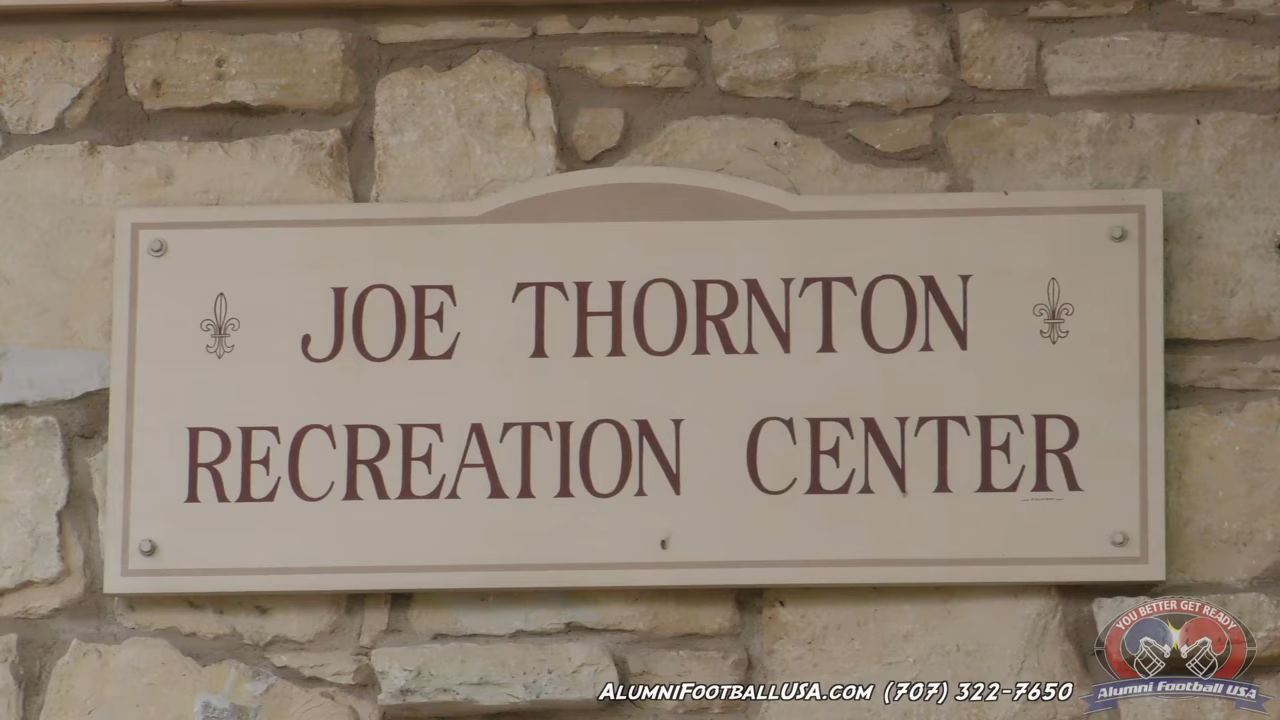 JOE THORNTON
RECREATION CENTER
YOU BETTER GET READY
Alumni Football USA
AlumniFootballUSA.com (707) 322-7650